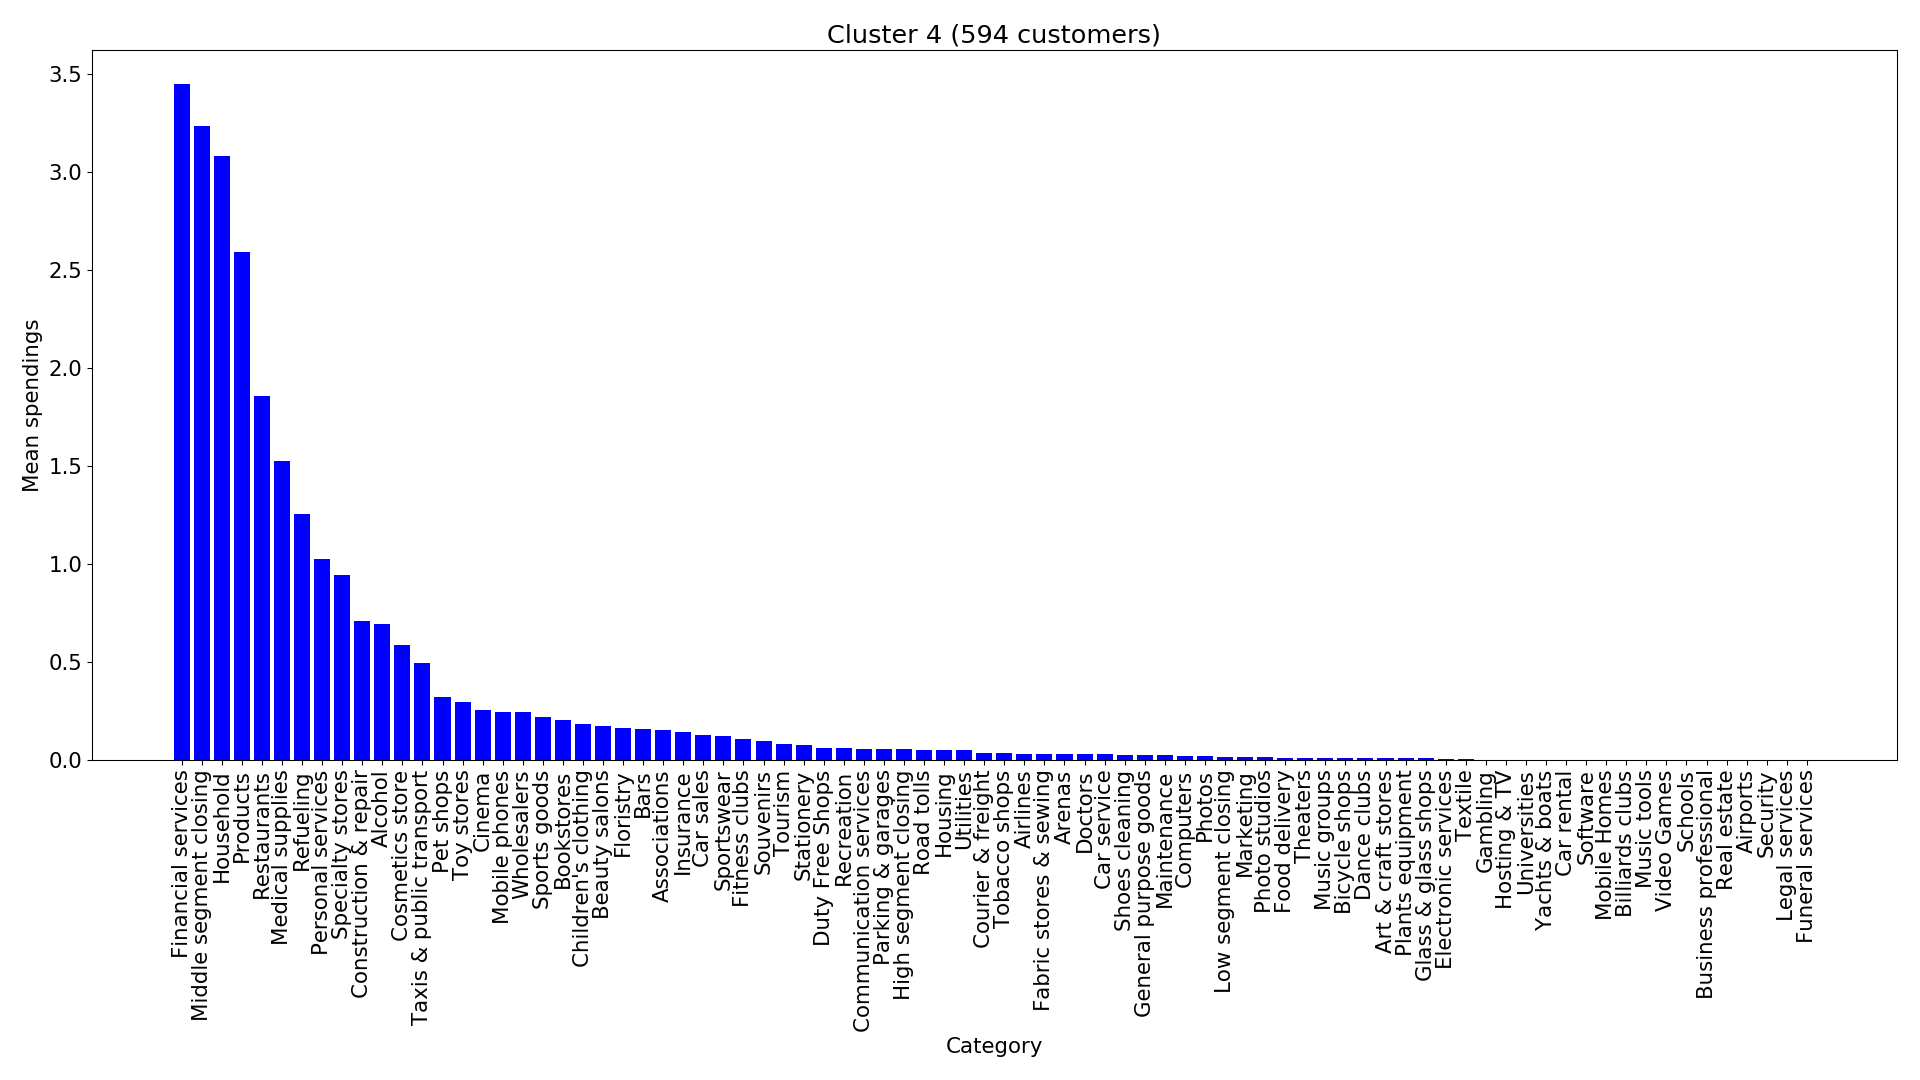 Cluster 4 (594 customers)
3.5
3.0
2.5
2.0
1.5
1.0
0.5
0.0
Mean spendings
Financial services
Middle segment closing
Household
Products
Restaurants
Medical supplies
Refueling
Personal services
Specialty stores
Construction & repair
Alcohol
Cosmetics store
Taxis & public transport
Pet shops
Toy stores
Cinema
Mobile phones
Wholesalers
Sports goods
Bookstores
Children's clothing
Beauty salons
Floristry
Bars
Associations
Insurance
Car sales
Sportswear
Fitness clubs
Souvenirs
Tourism
Stationery
Duty Free Shops
Recreation
Communication services
Parking & garages
High segment closing
Road tolls
Housing
Utilities
Courier & freight
Tobacco shops
Airlines
Fabric stores & sewing
Arenas
Doctors
Car service
Shoes cleaning
General purpose goods
Maintenance
Computers
Photos
Low segment closing
Marketing
Photo studios
Food delivery
Theaters
Music groups
Bicycle shops
Dance clubs
Art & craft stores
Plants equipment
Glass & glass shops
Electronic services
Textile
Gambling
Hosting & TV
Universities
Yachts & boats
Car rental
Software
Mobile Homes
Billiards clubs
Music tools
Video Games
Schools
Business professional
Real estate
Airports
Security
Legal services
Funeral services
Category